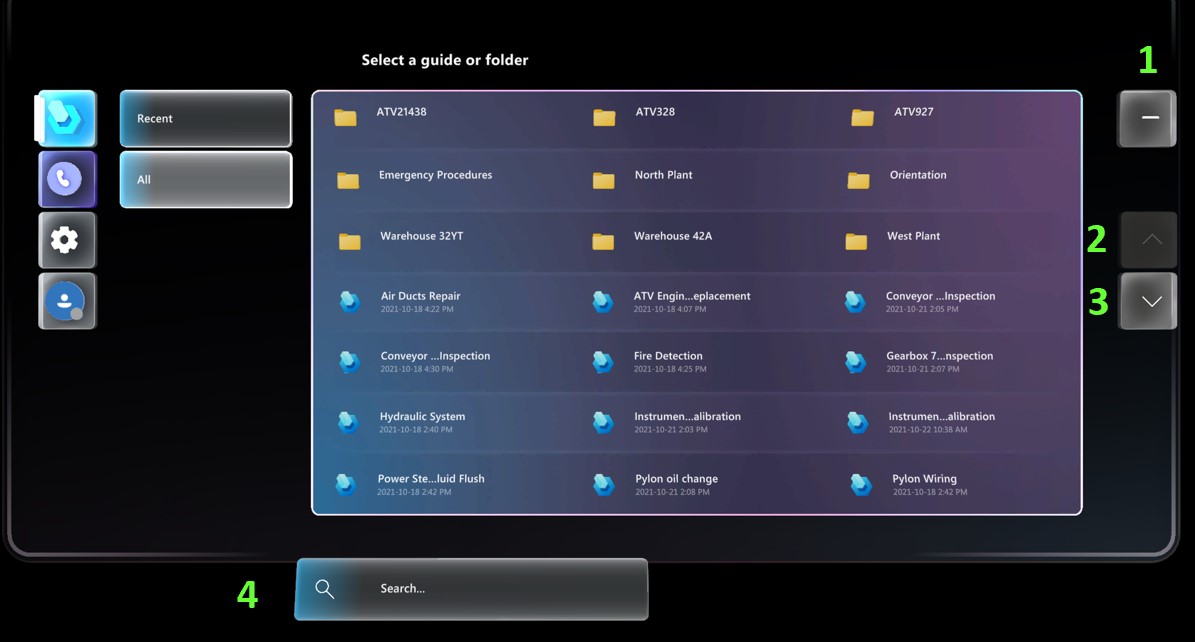 Select a guide or folder
1
Recent
All
ATV21438 ATV328 ATV927
Emergency Procedures North Plant Orientation
Warehouse 32YT Warehouse 42A West Plant
2
Air Ducts Repair ATV Engin...eplacement Conveyor ...Inspection
2021-10-18 4:22 PM 2021-10-18 4:07 PM 2021-10-21 2:05 PM
3
Conveyor ...Inspection Fire Detection Gearbox 7...nspection
2021-10-18 4:30 PM 2021-10-18 4:25 PM 2021-10-21 2:07 PM
Hydraulic System Instrumen...alibration Instrumen...alibration
2021-10-18 2:40 PM 2021-10-21 2:03 PM 2021-10-22 10:38 AM
Power Ste...luid Flush Pylon oil change Pylon Wiring
2021-10-18 2:42 PM 2021-10-21 2:08 PM 2021-10-18 2:42 PM
4
Search...